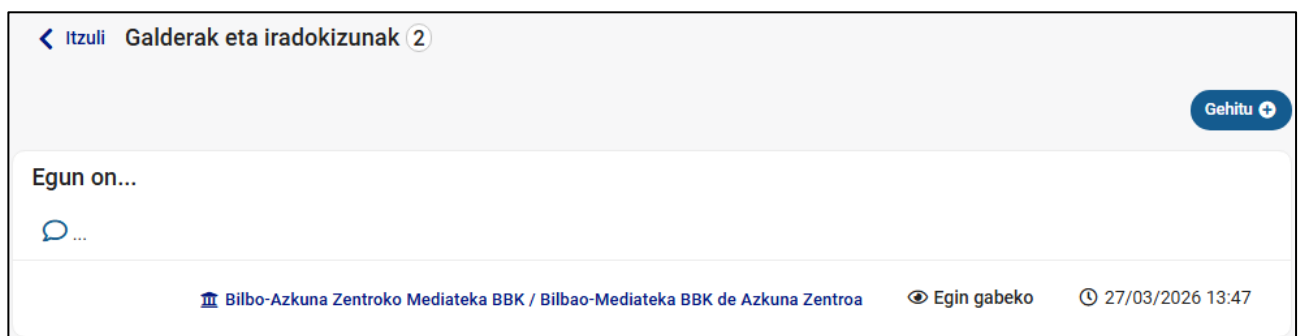 Itzuli Galderak eta iradokizunak 2
Gehitu
Egun on...
...
Bilbo-Azkuna Zentroko Mediateka BBK / Bilbao-Mediateka BBK de Azkuna Zentroa Egin gabeko 27/03/2026 13:47